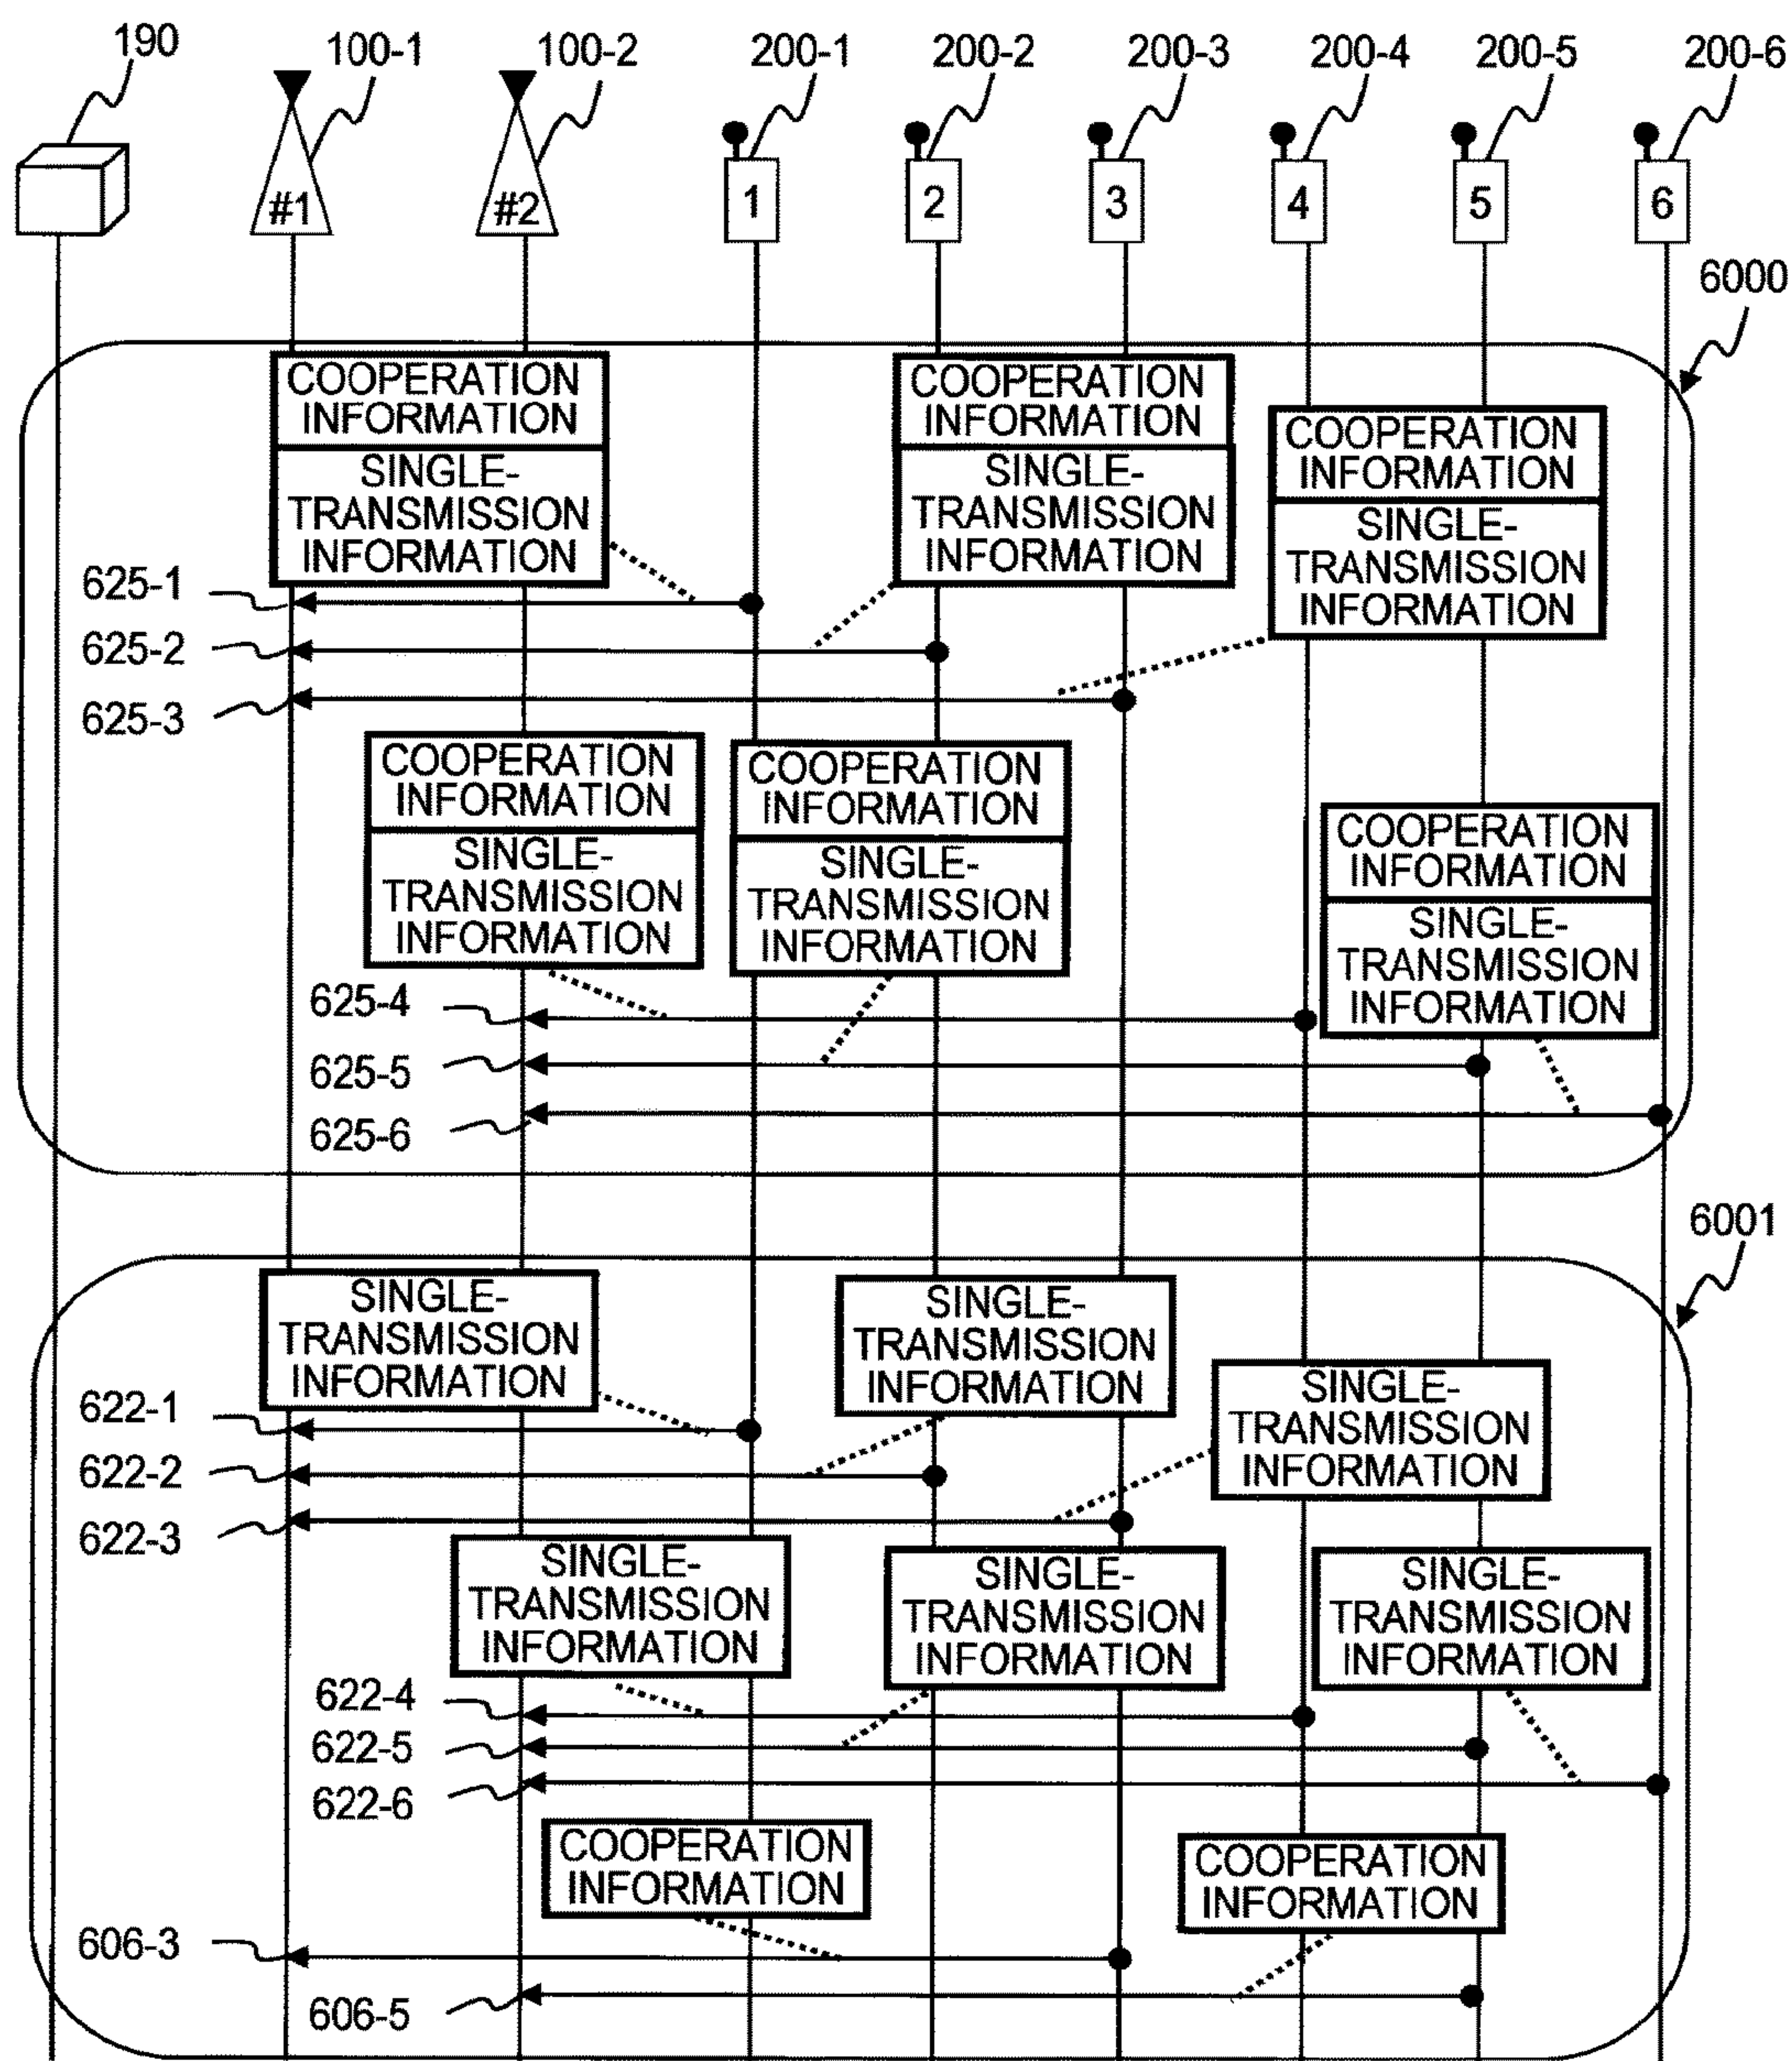 190
100-1
100-2
200-1
200-2
200-3
200-4
200-5
200-6
#1
#2
1
2
3
4
5
6
6000
COOPERATION
INFORMATION
SINGLE-
TRANSMISSION
INFORMATION
COOPERATION
INFORMATION
SINGLE-
TRANSMISSION
INFORMATION
COOPERATION
INFORMATION
SINGLE-
TRANSMISSION
INFORMATION
625-1
625-2
625-3
COOPERATION
INFORMATION
SINGLE-
TRANSMISSION
INFORMATION
COOPERATION
INFORMATION
SINGLE-
TRANSMISSION
INFORMATION
COOPERATION
INFORMATION
SINGLE-
TRANSMISSION
INFORMATION
625-4
625-5
625-6
6001
SINGLE-
TRANSMISSION
INFORMATION
SINGLE-
TRANSMISSION
INFORMATION
SINGLE-
TRANSMISSION
INFORMATION
622-1
622-2
622-3
SINGLE-
TRANSMISSION
INFORMATION
SINGLE-
TRANSMISSION
INFORMATION
SINGLE-
TRANSMISSION
INFORMATION
622-4
622-5
622-6
COOPERATION
INFORMATION
COOPERATION
INFORMATION
606-3
606-5